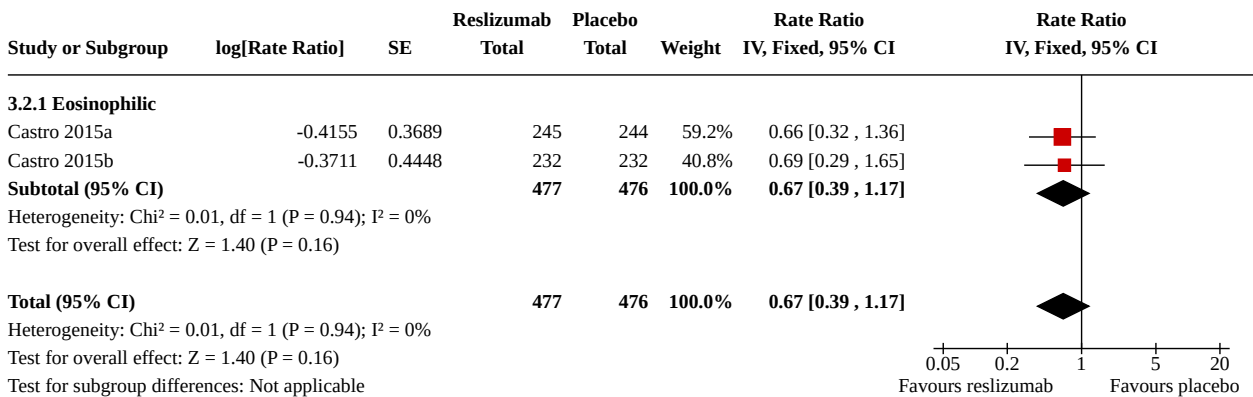 Reslizumab Placebo Rate Ratio Rate Ratio
Study or Subgroup log[Rate Ratio] SE Total Total Weight IV, Fixed, 95% CI IV, Fixed, 95% CI
3.2.1 Eosinophilic
Castro 2015a -0.4155 0.3689 245 244 59.2% 0.66 [0.32 , 1.36]
Castro 2015b -0.3711 0.4448 232 232 40.8% 0.69 [0.29 , 1.65]
Subtotal (95% CI) 477 476 100.0% 0.67 [0.39 , 1.17]
Heterogeneity: Chi² = 0.01, df = 1 (P = 0.94); I² = 0%
Test for overall effect: Z = 1.40 (P = 0.16)
Total (95% CI) 477 476 100.0% 0.67 [0.39 , 1.17]
Heterogeneity: Chi² = 0.01, df = 1 (P = 0.94); I² = 0%
Test for overall effect: Z = 1.40 (P = 0.16)
0.05 0.2 1 5 20
Test for subgroup differences: Not applicable
Favours reslizumab Favours placebo